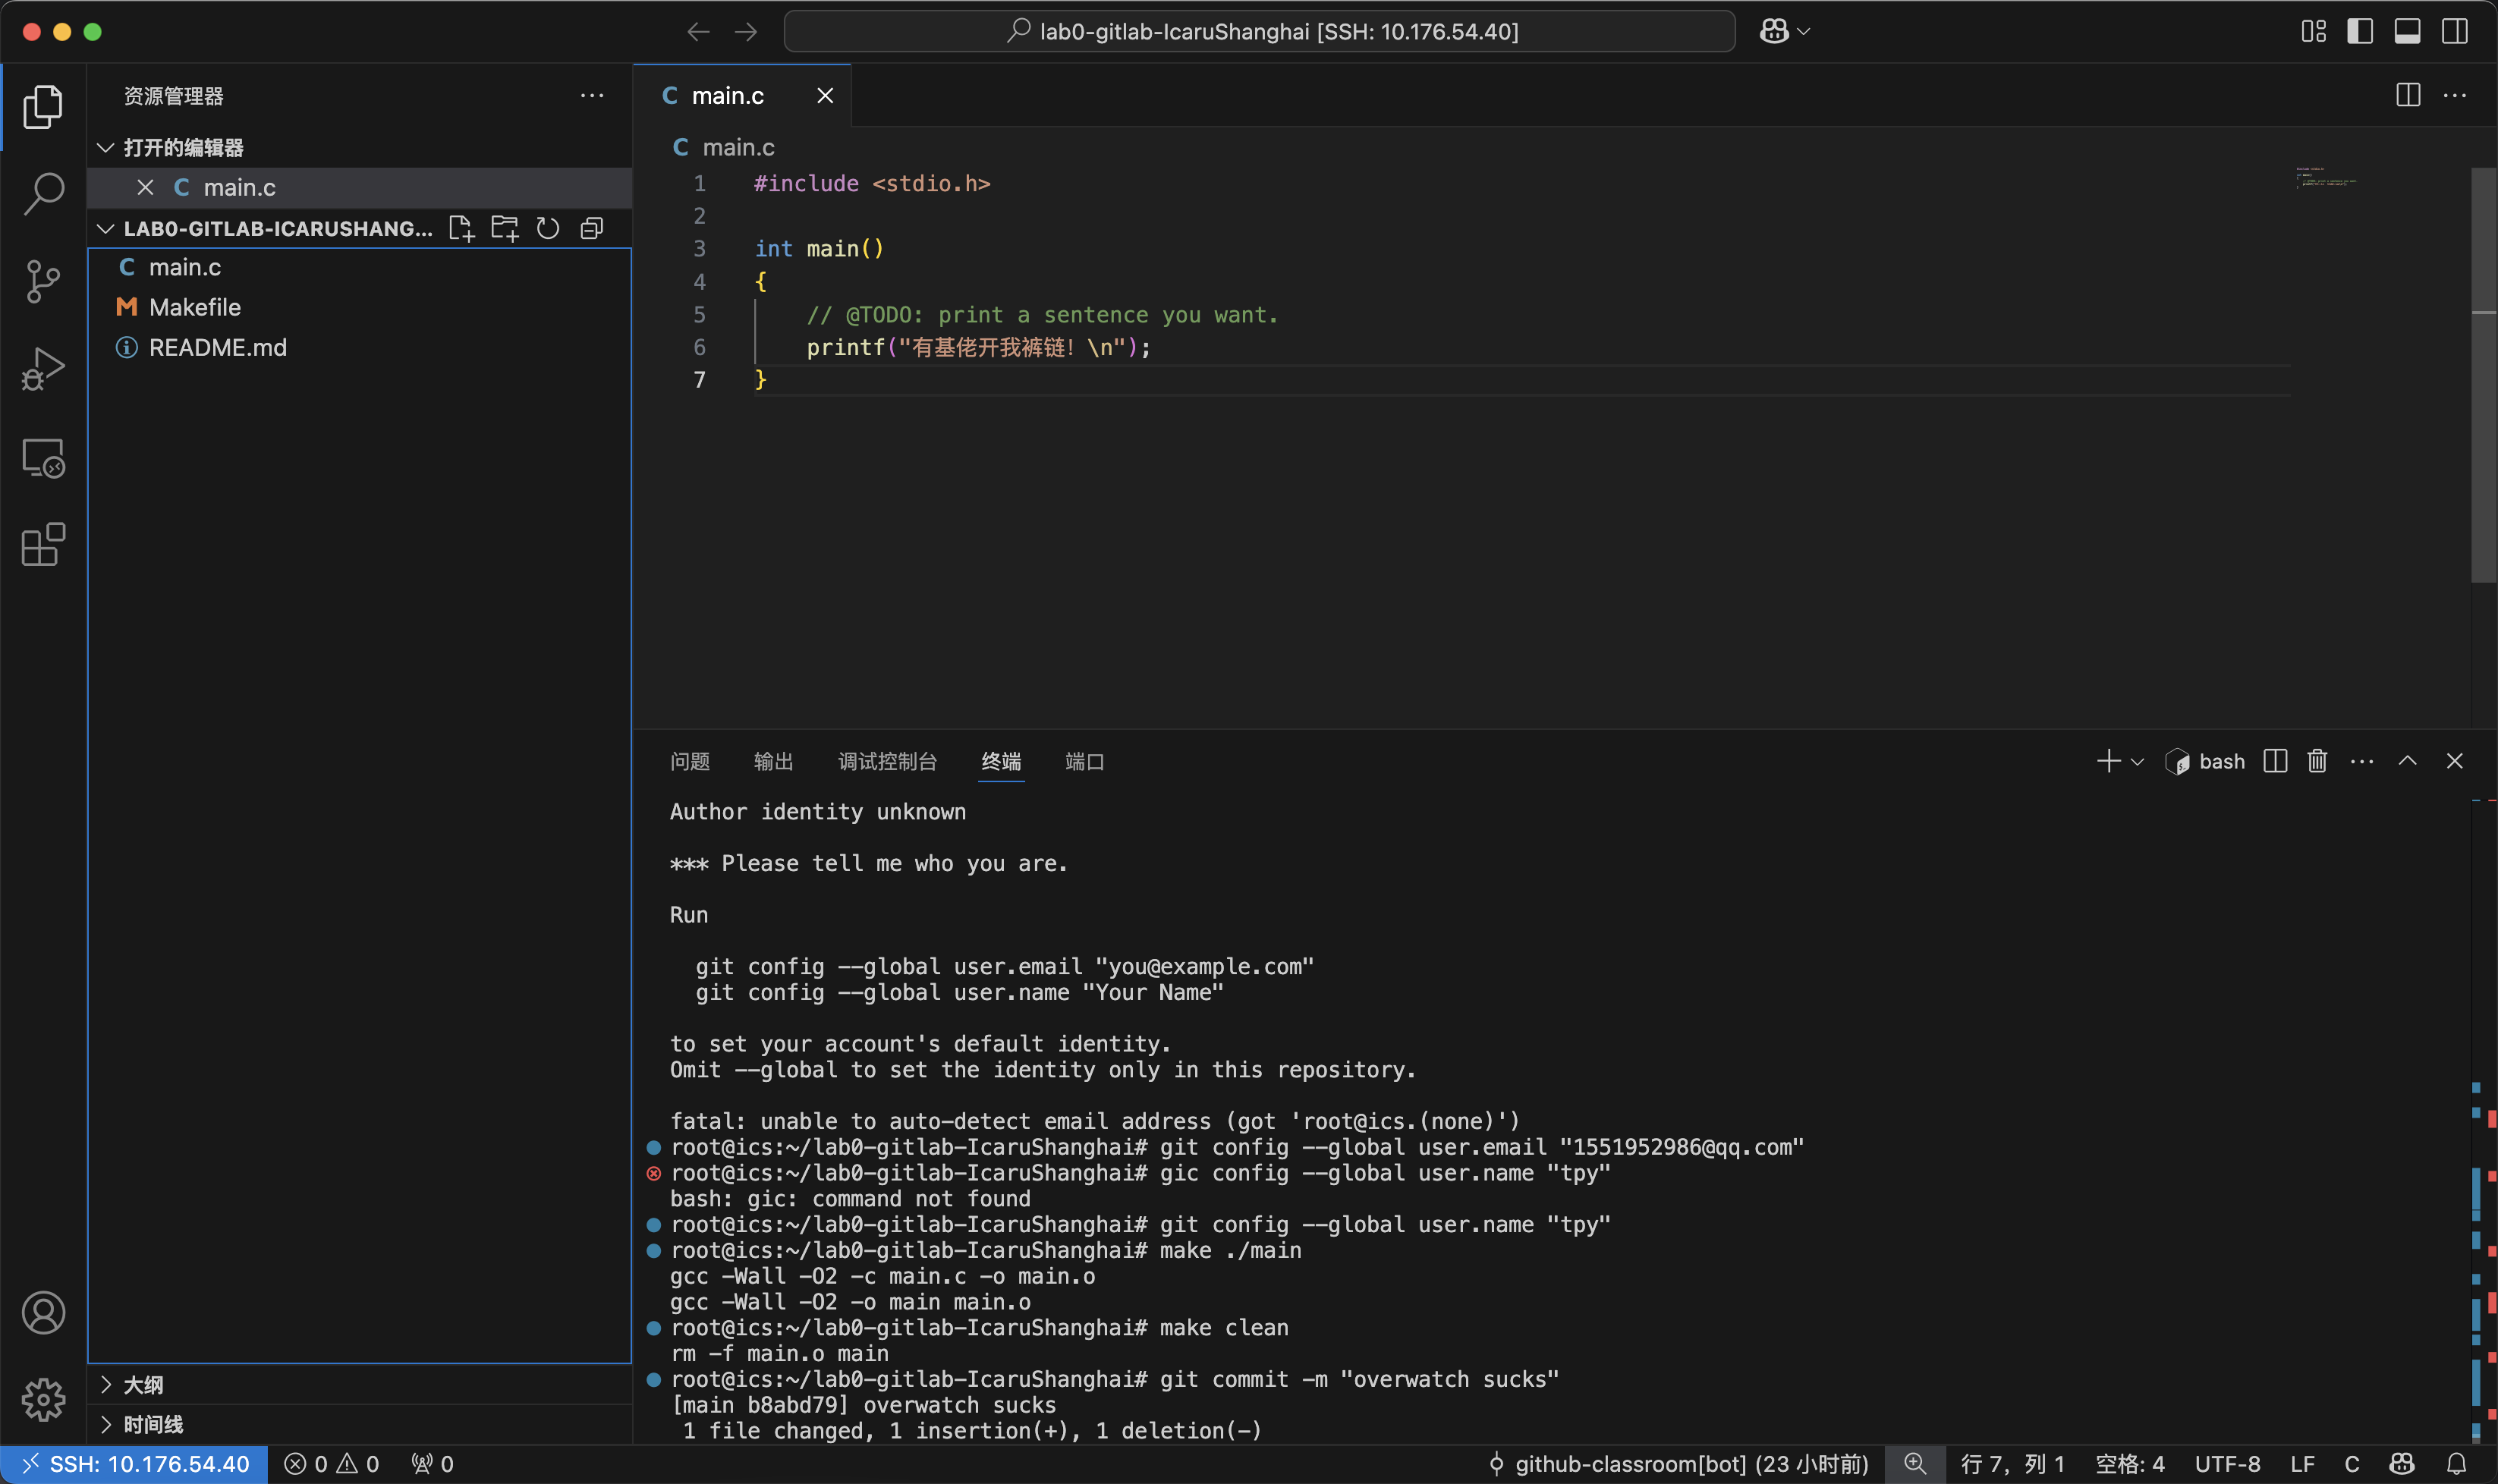 lab0-gitlab-IcaruShanghai [SSH: 10.176.54.40]
资源管理器
打开的编辑器
main.c
LAB0-GITLAB-ICARUSHANG...
main.c
Makefile
README.md
大纲
时间线
main.c
main.c
1 #include <stdio.h>
2
3 int main()
4 {
5 // @TODO: print a sentence you want.
6 printf("有基佬开我裤链! \n");
7 }
问题 输出 调试控制台 终端 端口
bash
Author identity unknown
*** Please tell me who you are.
Run
git config --global user.email "you@example.com"
git config --global user.name "Your Name"
to set your account's default identity.
Omit --global to set the identity only in this repository.
fatal: unable to auto-detect email address (got 'root@ics.(none)')
root@ics:~/lab0-gitlab-IcaruShanghai# git config --global user.email "1551952986@qq.com"
root@ics:~/lab0-gitlab-IcaruShanghai# gic config --global user.name "tpy"
bash: gic: command not found
root@ics:~/lab0-gitlab-IcaruShanghai# git config --global user.name "tpy"
root@ics:~/lab0-gitlab-IcaruShanghai# make ./main
gcc -Wall -O2 -c main.c -o main.o
gcc -Wall -O2 -o main main.o
root@ics:~/lab0-gitlab-IcaruShanghai# make clean
rm -f main.o main
root@ics:~/lab0-gitlab-IcaruShanghai# git commit -m "overwatch sucks"
[main b8abd79] overwatch sucks
1 file changed, 1 insertion(+), 1 deletion(-)
SSH: 10.176.54.40 0 0 0 github-classroom[bot] (23 小时前) 行 7，列 1 空格: 4 UTF-8 LF C